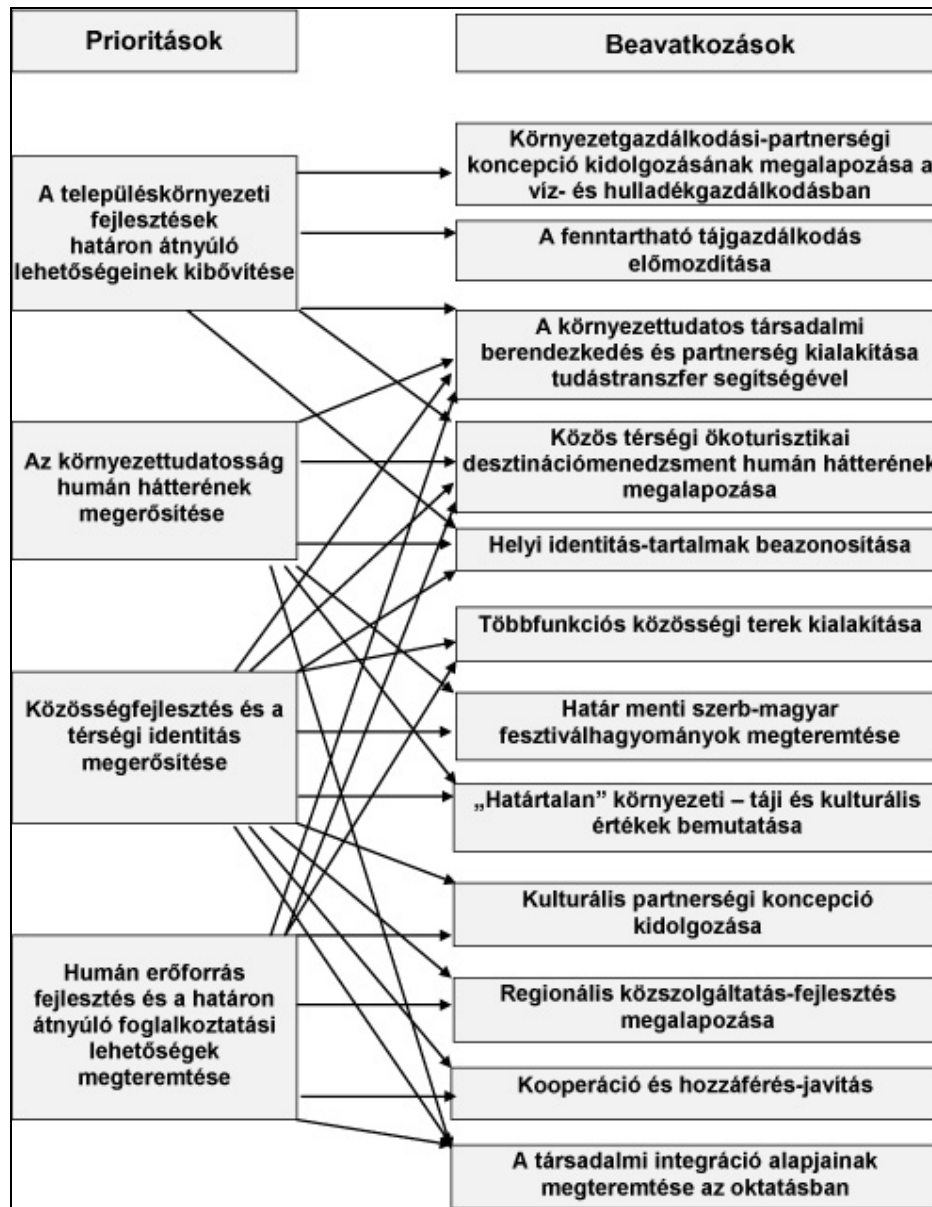 Prioritások
Beavatkozások
A településkörnyezeti
fejlesztések
határon átnyúló
lehetőségeinek kibővítése
Az környezettudatosság
humán hátterének
megerősítése
Közösségfejlesztés és a
térségi identitás
megerősítése
Humán erőforrás
fejlesztés és a határon
átnyúló foglalkoztatási
lehetőségek
megteremtése
Környezetgazdálkodási-partnerségi
koncepció kidolgozásának megalapozása a
víz- és hulladékgazdálkodásban
A fenntartható tájgazdálkodás
előmozdítása
A környezettudatos társadalmi
berendezkedés és partnerség kialakítása
tudástranszfer segítségével
Közös térségi ökoturisztikai
desztinációmenedzsment humán hátterének
megalapozása
Helyi identitás-tartalmak beazonosítása
Többfunkciós közösségi terek kialakítása
Határ menti szerb-magyar
fesztiválhagyományok megteremtése
„Határtalan” környezeti – táji és kulturális
értékek bemutatása
Kulturális partnerségi koncepció
kidolgozása
Regionális közszolgáltatás-fejlesztés
megalapozása
Kooperáció és hozzáférés-javítás
A társadalmi integráció alapjainak
megteremtése az oktatásban